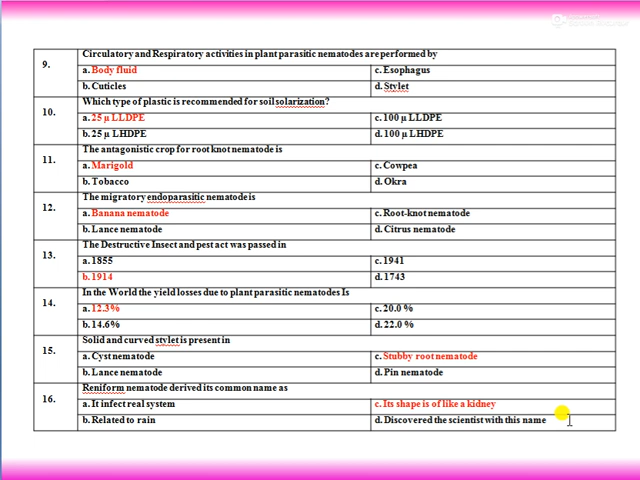 9. Circulatory and Respiratory activities in plant parasitic nematodes are performed by
a. Body fluid c. Esophagus
b. Cuticles d. Stylet
10. Which type of plastic is recommended for soil solarization?
a. 25 µ LLDPE c. 100 µ LLDPE
b. 25 µ LHDPE d. 100 µ LHDPE
11. The antagonistic crop for root knot nematode is
a. Marigold c. Cowpea
b. Tobacco d. Okra
12. The migratory endoparasitic nematode is
a. Banana nematode c. Root-knot nematode
b. Lance nematode d. Citrus nematode
13. The Destructive Insect and pest act was passed in
a. 1855 c. 1941
b. 1914 d. 1743
14. In the World the yield losses due to plant parasitic nematodes Is
a. 12.3% c. 20.0 %
b. 14.6% d. 22.0 %
15. Solid and curved stylet is present in
a. Cyst nematode c. Stubby root nematode
b. Lance nematode d. Pin nematode
16. Reniform nematode derived its common name as
a. It infect real system c. Its shape is of like a kidney
b. Related to rain d. Discovered the scientist with this name